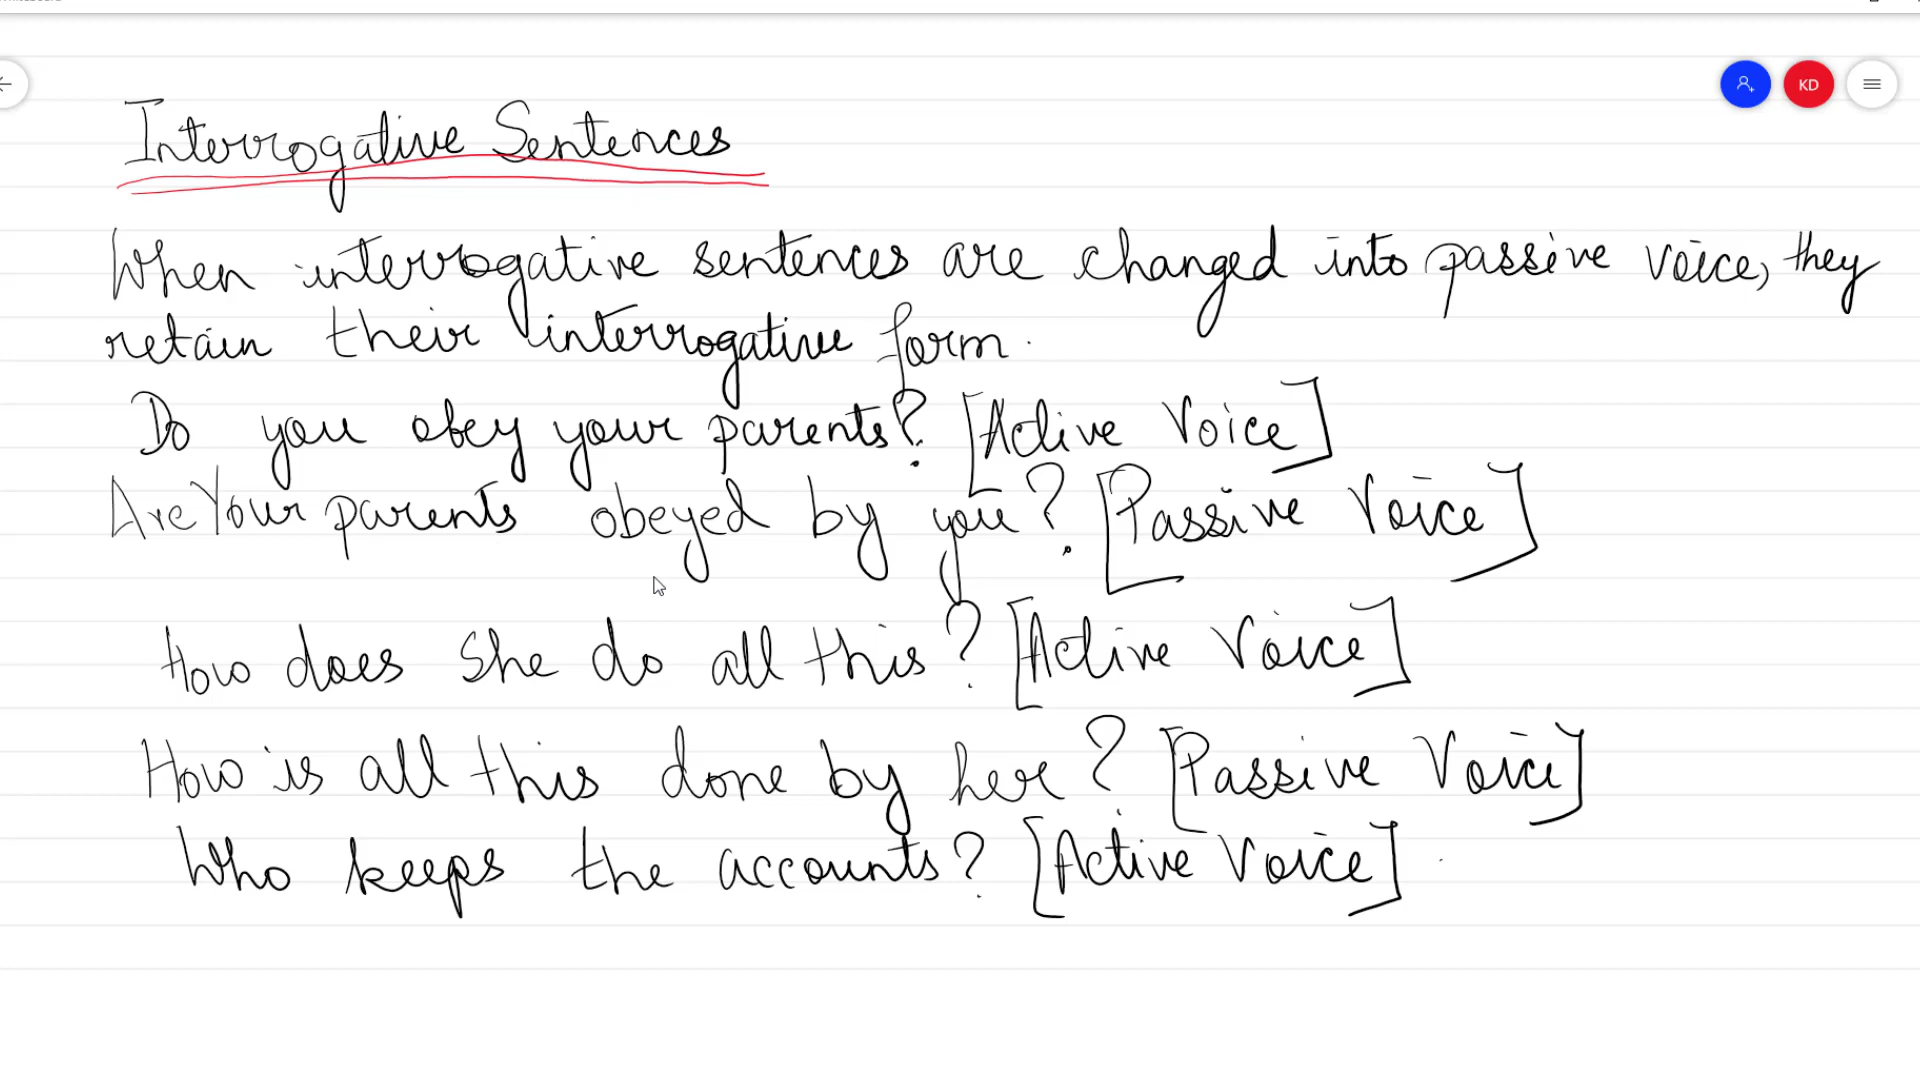 KD
Interrogative Sentences
When interrogative sentences are changed into passive voice, they
retain their interrogative form.
Do you obey your parents? [Active Voice]
Are Your parents obeyed by you? [Passive Voice]
How does She do all this? [Active Voice]
How is all this done by her? [Passive Voice]
Who keeps the accounts? [Active Voice]